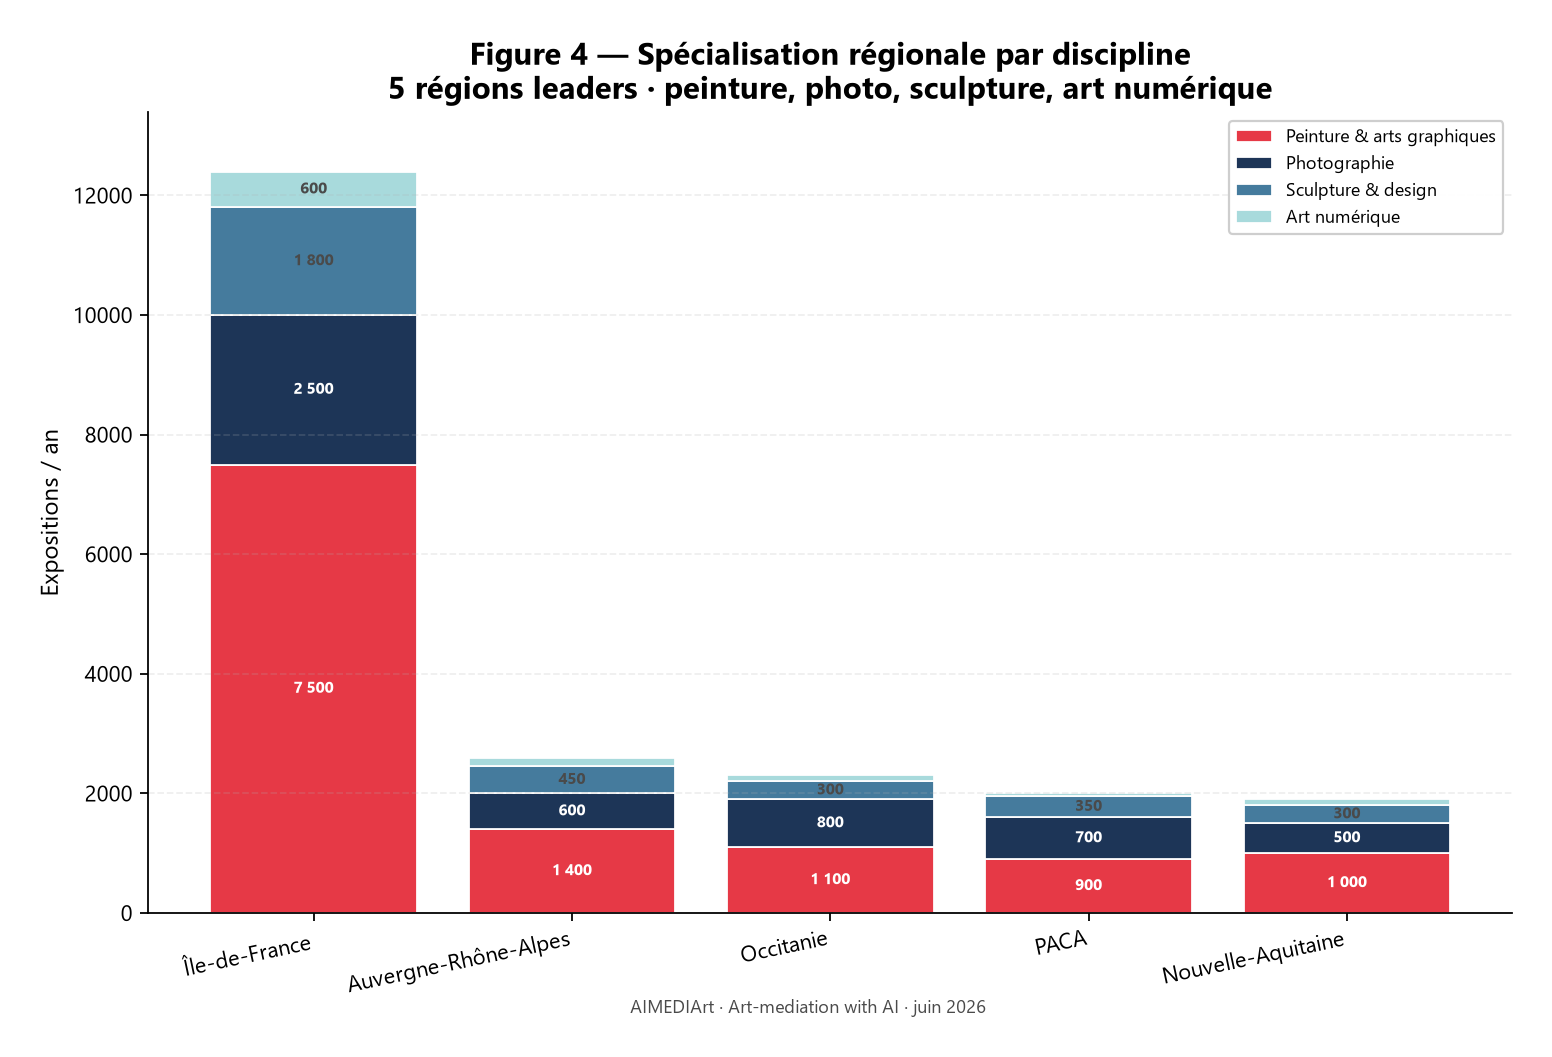 Figure 4 — Spécialisation régionale par discipline
5 régions leaders · peinture, photo, sculpture, art numérique
Peinture & arts graphiques
Photographie
Sculpture & design
Art numérique
Expositions / an
12000
10000
8000
6000
4000
2000
0
600
1 800
2 500
7 500
450
600
1 400
300
800
1 100
350
700
900
300
500
1 000
Île-de-France
Auvergne-Rhône-Alpes
Occitanie
PACA
Nouvelle-Aquitaine
AIMEDIArt · Art-mediation with AI · juin 2026